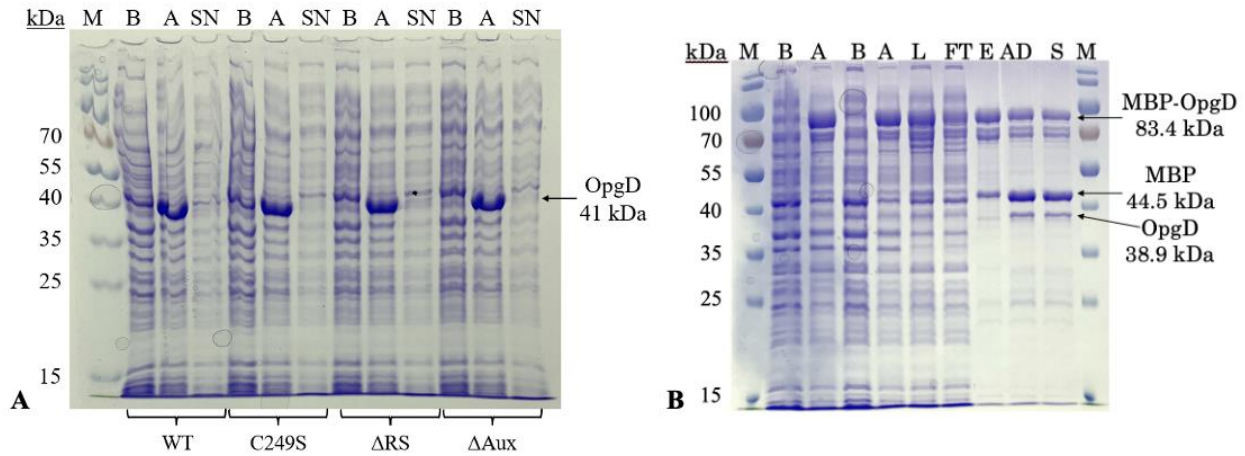 kDa M B A SN B A SN B A SN B A SN
70
55
40
35
25
15
OpgD
41 kDa
A
WT C249S ΔRS ΔAux
kDa M B A B A L FT E AD S M
100
70
55
40
35
25
15
MBP-OpgD
83.4 kDa
MBP
44.5 kDa
OpgD
38.9 kDa
B